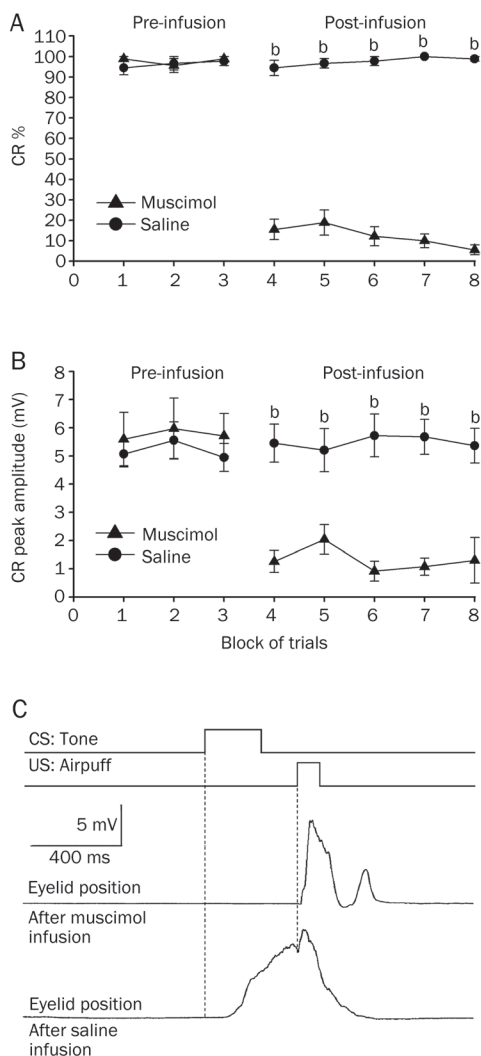 A
Pre-infusion Post-infusion
110
100
90
80
70
60
50
40
30
20
10
0
CR %
b b b b b
Muscimol
Saline
0 1 2 3 4 5 6 7 8
B
Pre-infusion Post-infusion
8
7
6
5
4
3
2
1
0
CR peak amplitude (mV)
b b b b b
Muscimol
Saline
0 1 2 3 4 5 6 7 8
Block of trials
C
CS: Tone
US: Airpuff
5 mV
400 ms
Eyelid position
After muscimol
infusion
Eyelid position
After saline
infusion